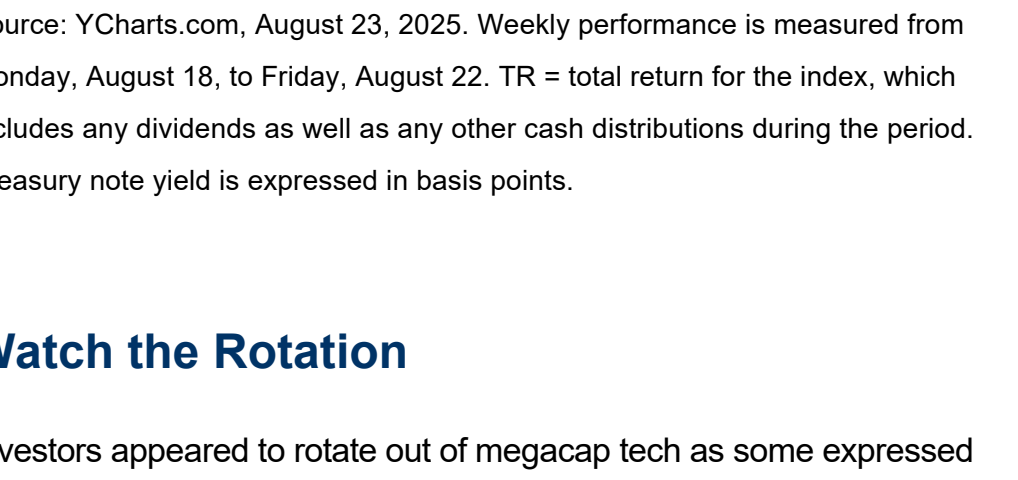 ource: YCharts.com, August 23, 2025. Weekly performance is measured from
onday, August 18, to Friday, August 22. TR = total return for the index, which
cludes any dividends as well as any other cash distributions during the period.
easury note yield is expressed in basis points.
Watch the Rotation
vestors appeared to rotate out of megacap tech as some expressed